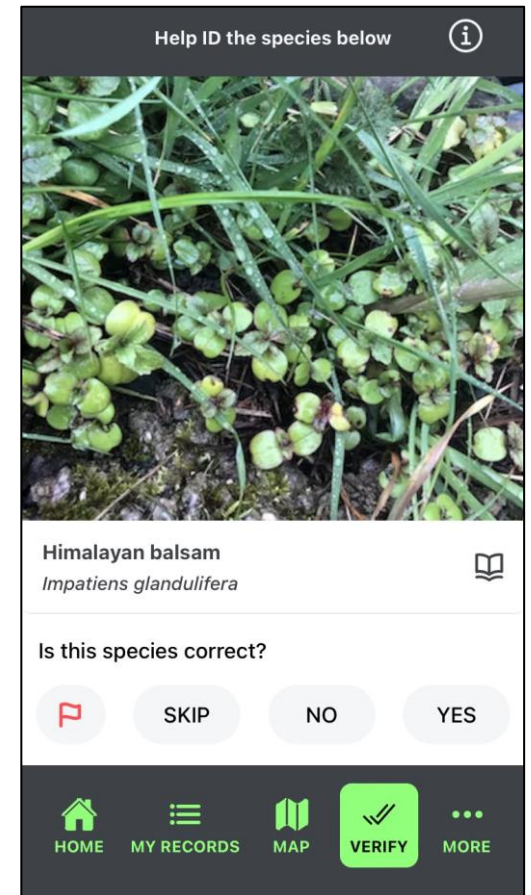 Help ID the species below
Himalayan balsam
Impatiens glandulifera
Is this species correct?
SKIP NO YES
HOME MY RECORDS MAP VERIFY MORE